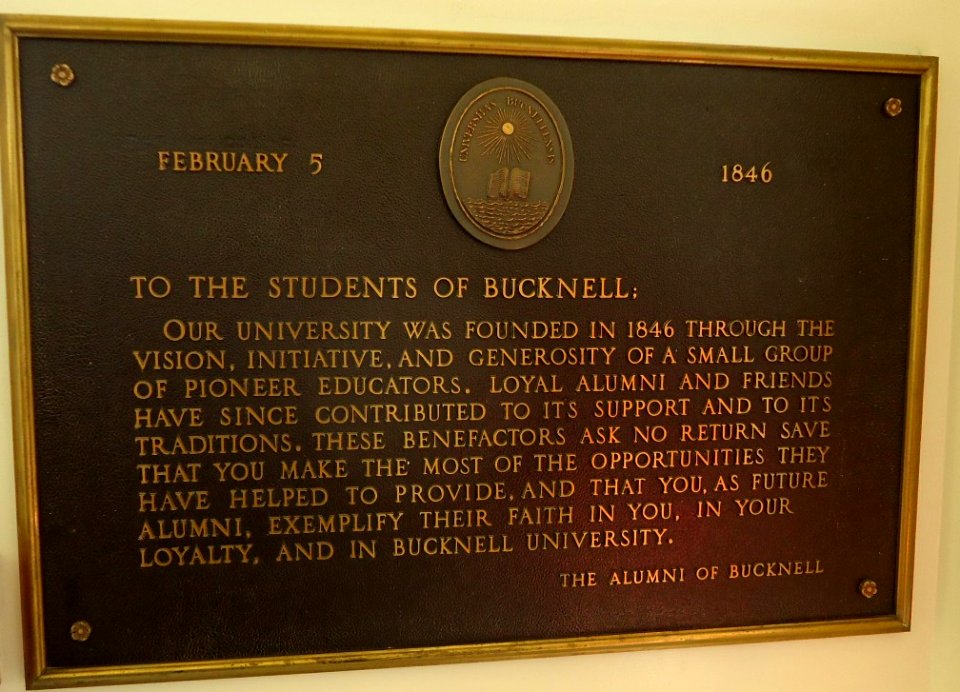 UNIVERSITAS BUCKNELLENSIS
FEBRUARY 5 1846
TO THE STUDENTS OF BUCKNELL;
OUR UNIVERSITY WAS FOUNDED IN 1846 THROUGH THE
VISION, INITIATIVE, AND GENEROSITY OF A SMALL GROUP
OF PIONEER EDUCATORS. LOYAL ALUMNI AND FRIENDS
HAVE SINCE CONTRIBUTED TO ITS SUPPORT AND TO ITS
TRADITIONS. THESE BENEFACTORS ASK NO RETURN SAVE
THAT YOU MAKE THE MOST OF THE OPPORTUNITIES THEY
HAVE HELPED TO PROVIDE, AND THAT YOU, AS FUTURE
ALUMNI, EXEMPLIFY THEIR FAITH IN YOU, IN YOUR
LOYALTY, AND IN BUCKNELL UNIVERSITY.
THE ALUMNI OF BUCKNELL